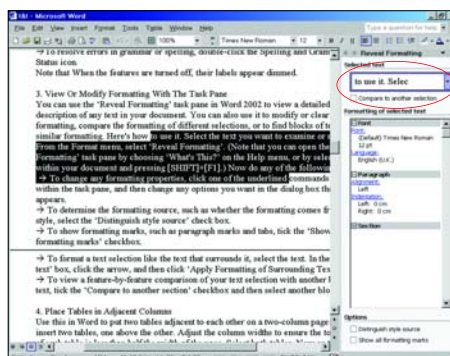 181 - Microsoft Word
Type a question for help
File Edit View Insert Format Tools Table Window Help
100%
Times New Roman
12
B I U
→ To resolve errors in grammar or spelling, double-click the Spelling and Gram
Status icon.
Note that When the features are turned off, their labels appear dimmed.
3. View Or Modify Formatting With The Task Pane
You can use the 'Reveal Formatting' task pane in Word 2002 to view a detailed
description of any text in your document. You can also use it to modify or clear
formatting, compare the formatting of different selections, or to find blocks of t
similar formatting. Here's how to use it. Select the text you want to examine or
From the Format menu, select 'Reveal Formatting'. (Note that you can open the
Formatting' task pane by choosing 'What's This?' on the Help menu, or by selec
within your document and pressing [SHIFT]+[F1].) Now do any of the following
→ To change any formatting properties, click one of the underlined commands
within the task pane, and then change any options you want in the dialog box th
appears.
→ To determine the formatting source, such as whether the formatting comes fr
style, select the 'Distinguish style source' check box.
→ To show formatting marks, such as paragraph marks and tabs, tick the 'Show
formatting marks' checkbox.
→ To format a text selection like the text that surrounds it, select the text. In the
text' box, click the arrow, and then click 'Apply Formatting of Surrounding Tex
→ To view a feature-by-feature comparison of your text selection with another
text, tick the 'Compare to another section' checkbox and then select another blo
4. Place Tables in Adjacent Columns
Use this in Word to put two tables adjacent to each other on a two-column page
insert two tables, one above the other. Adjust the column widths to ensure the to
Reveal Formatting
Selected text
to use it. Selec
Compare to another selection
Formatting of selected text
Font
Font:
(Default) Times New Roman
12 pt
Language:
English (U.K.)
Paragraph
Alignment:
Left
Indentation:
Left: 0 cm
Right: 0 cm
Section
Options
Distinguish style source
Show all formatting marks